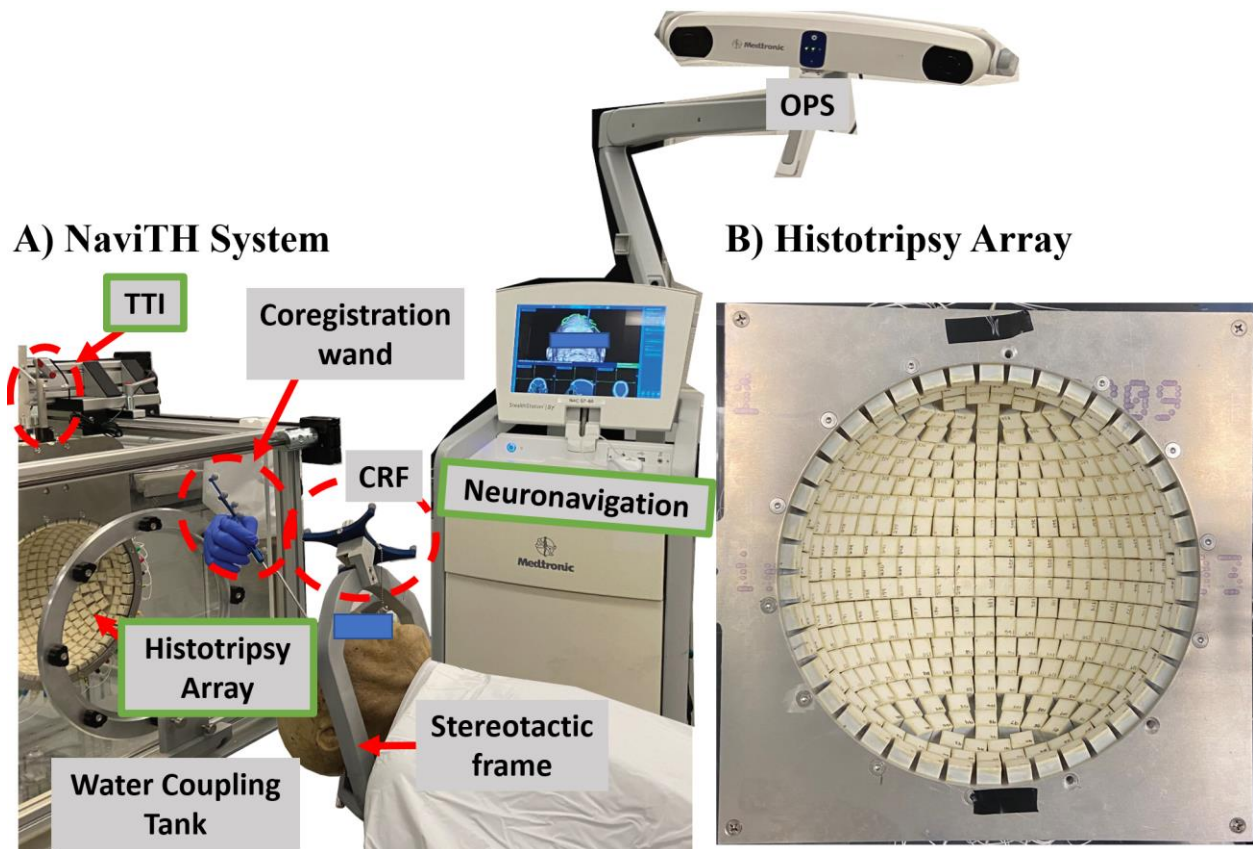 Medtronic
OPS
A) NaviTH System
B) Histotripsy Array
TTI
Coregistration
wand
CRF
Neuronavigation
Medtronic
Histotripsy
Array
Stereotactic
frame
Water Coupling
Tank